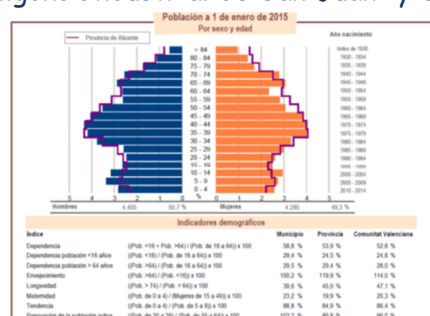 Población a 1 de enero de 2015
Por sexo y edad
Provincia de Alicante
Año nacimiento
> 84
80 - 84
75 - 79
70 - 74
65 - 69
60 - 64
55 - 59
50 - 54
45 - 49
40 - 44
35 - 39
30 - 34
25 - 29
20 - 24
15 - 19
10 - 14
5 - 9
0 - 4
Antes de 1930
1930 - 1934
1935 - 1939
1940 - 1944
1945 - 1949
1950 - 1954
1955 - 1959
1960 - 1964
1965 - 1969
1970 - 1974
1975 - 1979
1980 - 1984
1985 - 1989
1990 - 1994
1995 - 1999
2000 - 2004
2005 - 2009
2010 - 2014
5 4 3 2 1 0 % 0 1 2 3 4 5
Hombres 4.405 50,7 % Mujeres 4.285 49,3 %
Indicadores demográficos
Índice Municipio Provincia Comunitat Valenciana
Dependencia ((Pob. <16 + Pob. >64) / (Pob. de 16 a 64)) x 100 58,8 % 53,9 % 52,6 %
Dependencia población <16 años ((Pob. <16) / (Pob. de 16 a 64)) x 100 29,4 % 24,5 % 24,6 %
Dependencia población > 64 años ((Pob. >64) / (Pob. de 16 a 64)) x 100 29,5 % 29,4 % 28,0 %
Envejecimiento ((Pob. >64) / (Pob. <16)) x 100 100,2 % 119,9 % 114,0 %
Longevidad ((Pob. > 74) / (Pob. > 64)) x 100 39,6 % 45,0 % 47,1 %
Maternidad ((Pob. de 0 a 4) / (Mujeres de 15 a 49)) x 100 23,2 % 19,9 % 20,3 %
Tendencia ((Pob. de 0 a 4) / (Pob. de 5 a 9)) x 100 88,8 % 84,9 % 86,4 %